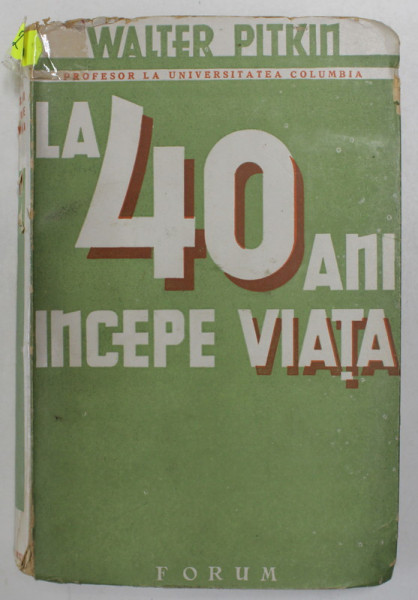 WALTER PITKIN
PROFESOR LA UNIVERSITATEA COLUMBIA
LA 40 ANI
INCEPE VIAȚA
FORUM